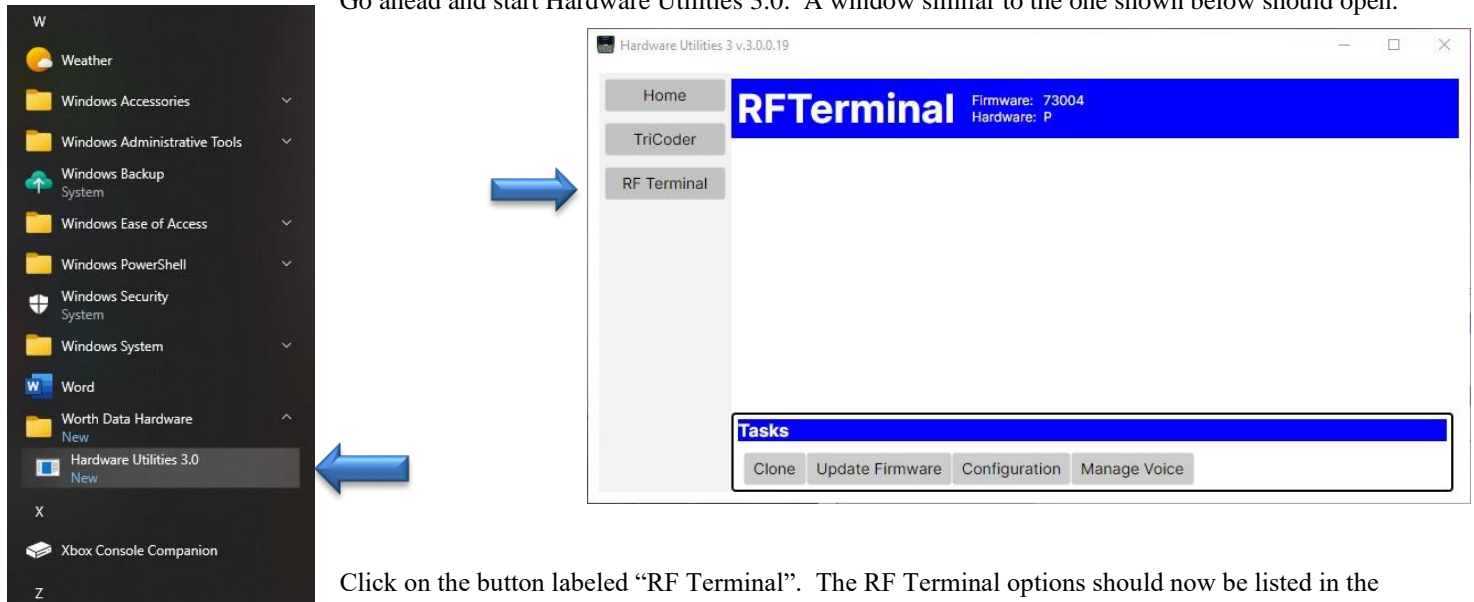 Go ahead and start Hardware Utilities 3.0. A window similar to the one shown below should open.
W
Weather
Windows Accessories
Windows Administrative Tools
Windows Backup
System
Windows Ease of Access
Windows PowerShell
Windows Security
System
Windows System
W Word
Worth Data Hardware
New
Hardware Utilities 3.0
New
X
Xbox Console Companion
Z
Hardware Utilities 3 v.3.0.0.19
Home
TriCoder
RF Terminal
RFTerminal
Firmware: 73004
Hardware: P
Tasks
Clone Update Firmware Configuration Manage Voice
Click on the button labeled “RF Terminal”. The RF Terminal options should now be listed in the